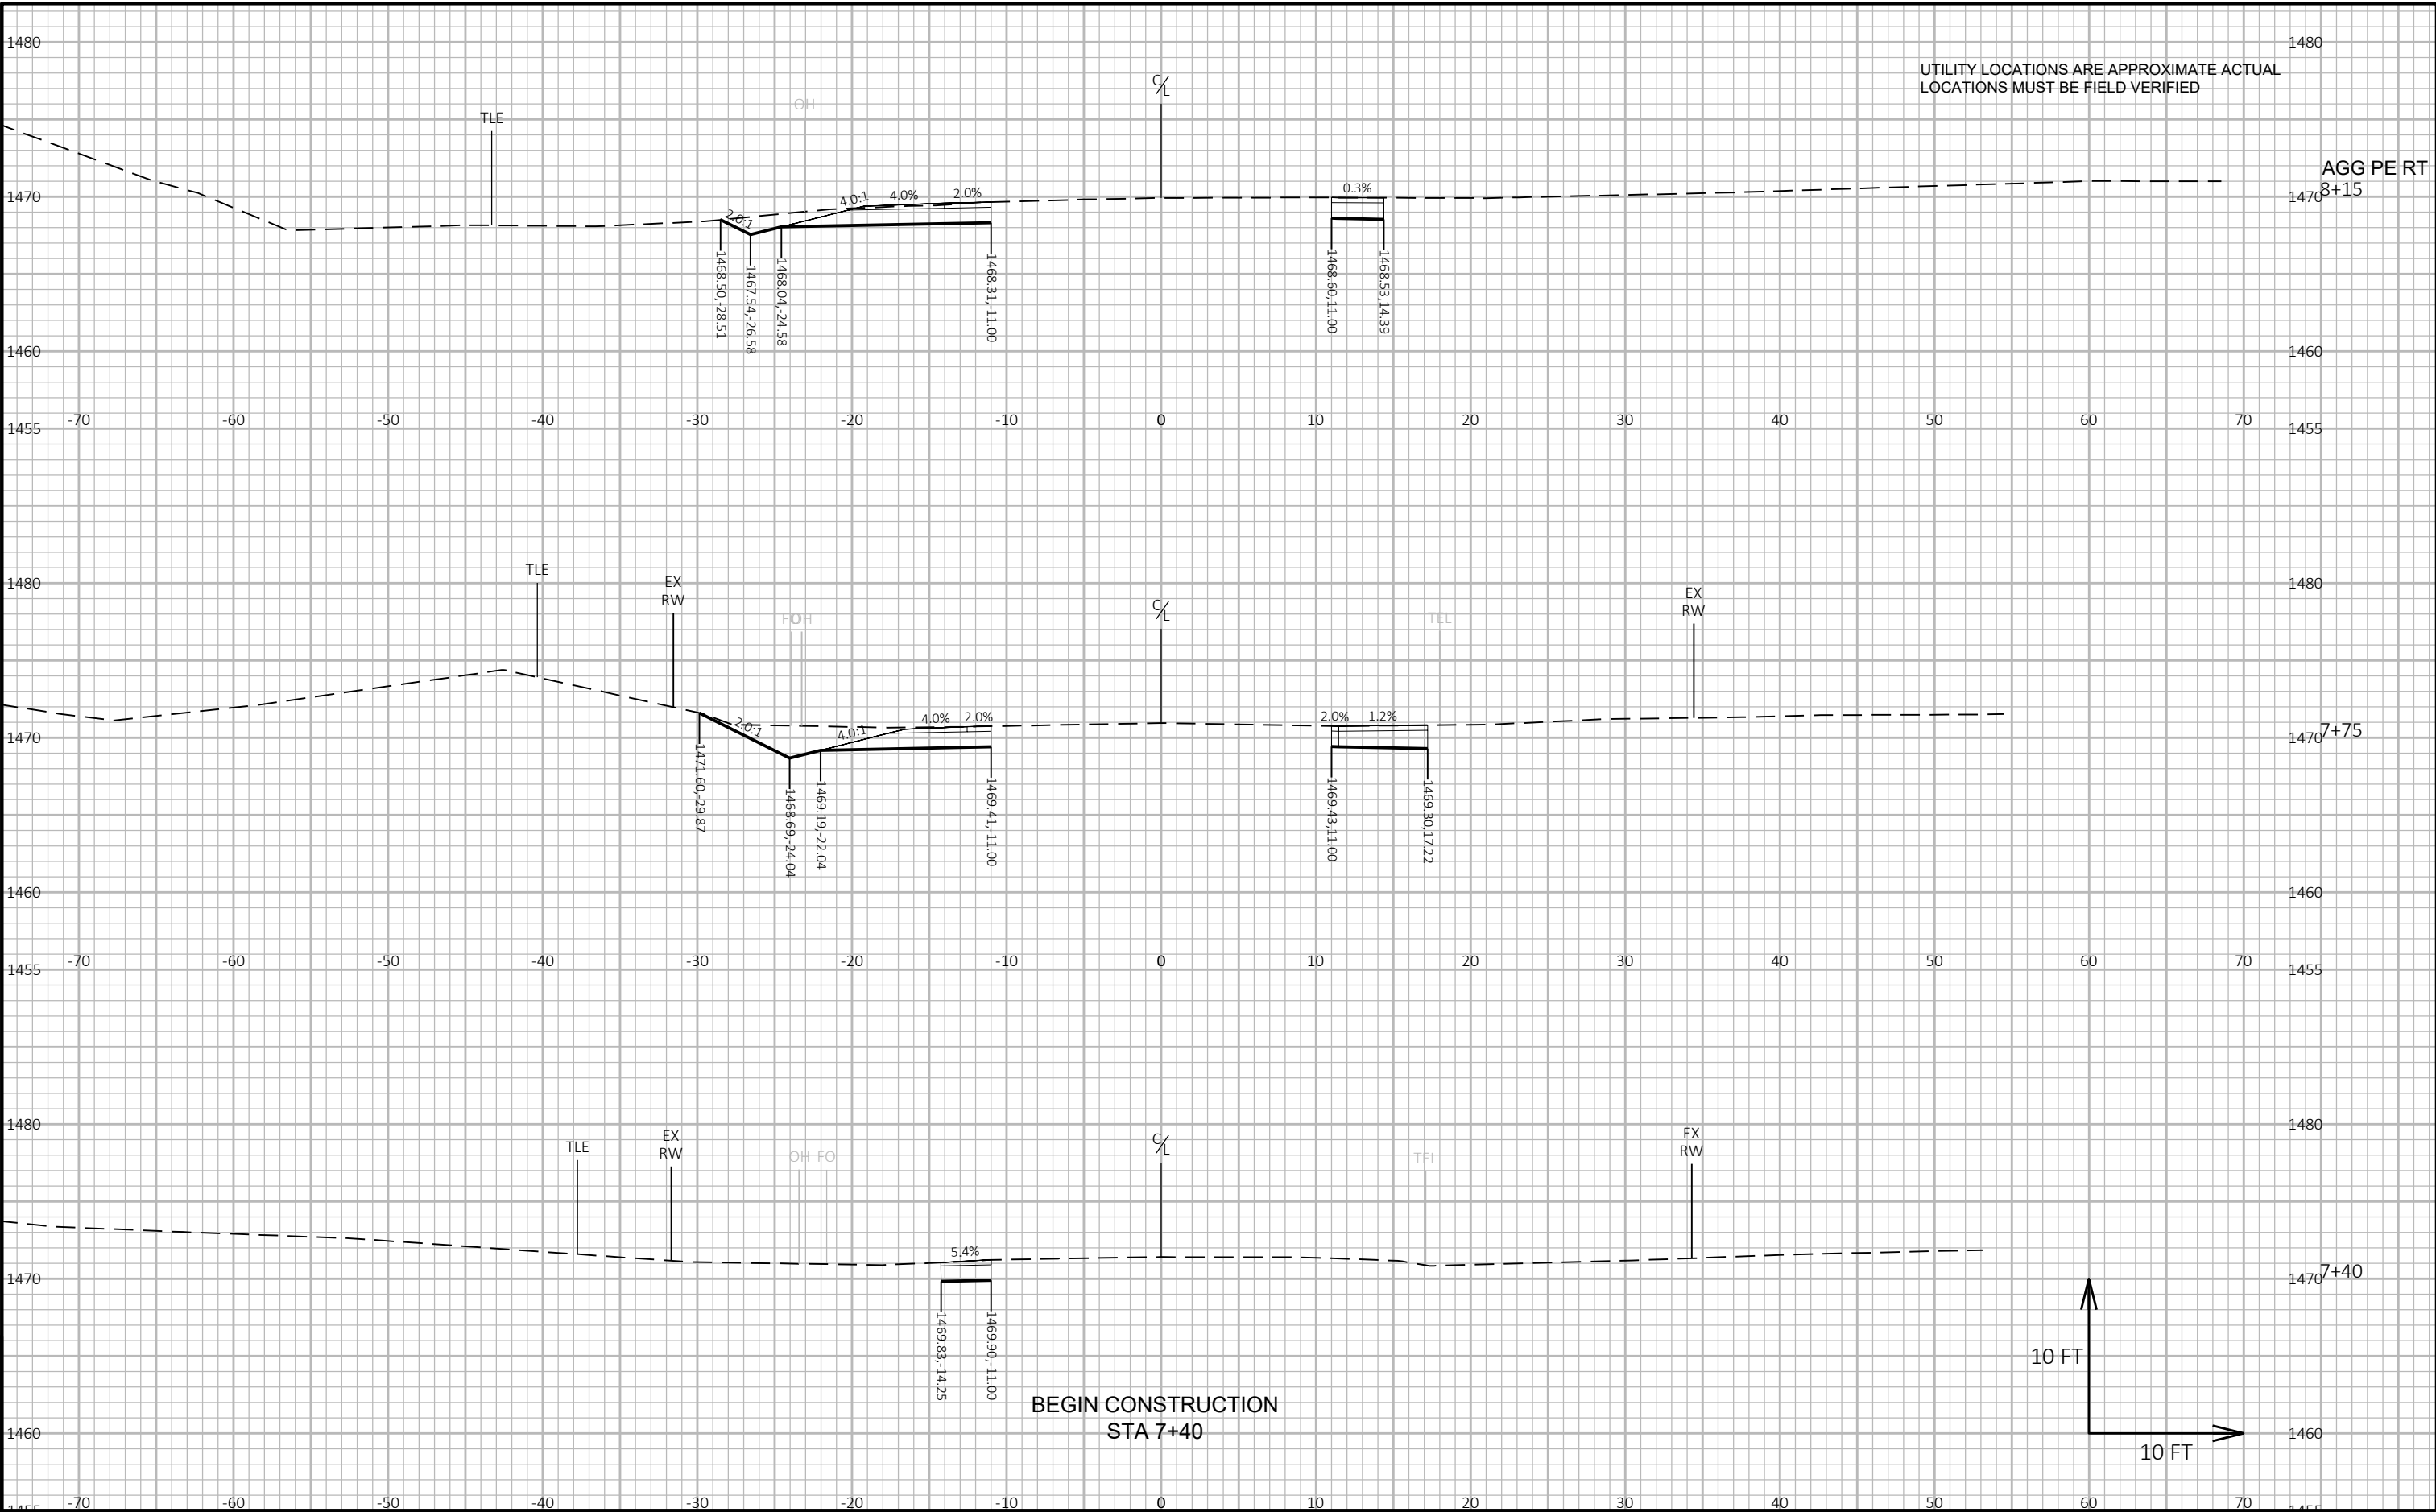 1480
1480
UTILITY LOCATIONS ARE APPROXIMATE ACTUAL
LOCATIONS MUST BE FIELD VERIFIED
C/L
OH
TLE
AGG PE RT
8+15
1470
1470
2.0:1
4.0:1
4.0%
2.0%
0.3%
1468.50,-28.51
1467.54,-26.58
1468.04,-24.58
1468.31,-11.00
1468.60,11.00
1468.53,14.39
1460
1460
-70 -60 -50 -40 -30 -20 -10 0 10 20 30 40 50 60 70
1455
1455
1480
1480
TLE
EX
RW
FO
OH
C/L
TEL
EX
RW
2.0:1
4.0:1
4.0%
2.0%
2.0%
1.2%
1470
1470
7+75
1471.60,-29.87
1468.69,-24.04
1469.19,-22.04
1469.41,-11.00
1469.43,11.00
1469.30,17.22
1460
1460
-70 -60 -50 -40 -30 -20 -10 0 10 20 30 40 50 60 70
1455
1455
1480
1480
TLE
EX
RW
OH
FO
C/L
TEL
EX
RW
5.4%
1470
1470
7+40
1469.83,-14.25
1469.90,-11.00
10 FT
10 FT
BEGIN CONSTRUCTION
STA 7+40
1460
1460
-70 -60 -50 -40 -30 -20 -10 0 10 20 30 40 50 60 70
1455
1455